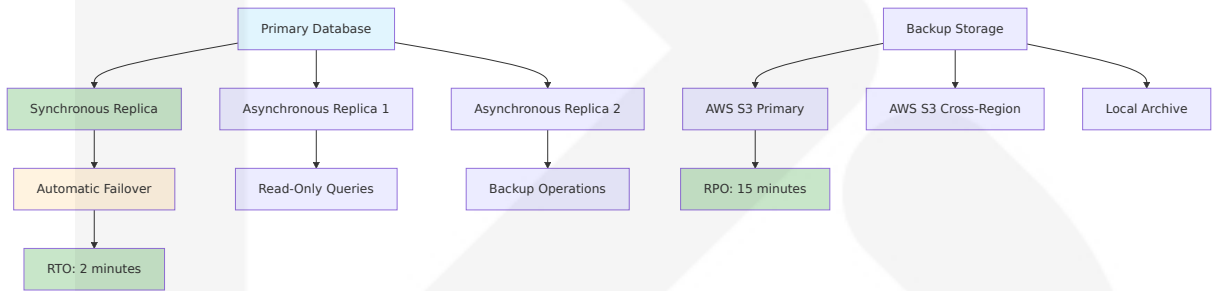 Primary Database
Backup Storage
Synchronous Replica
Asynchronous Replica 1
Asynchronous Replica 2
AWS S3 Primary
AWS S3 Cross-Region
Local Archive
Automatic Failover
Read-Only Queries
Backup Operations
RPO: 15 minutes
RTO: 2 minutes